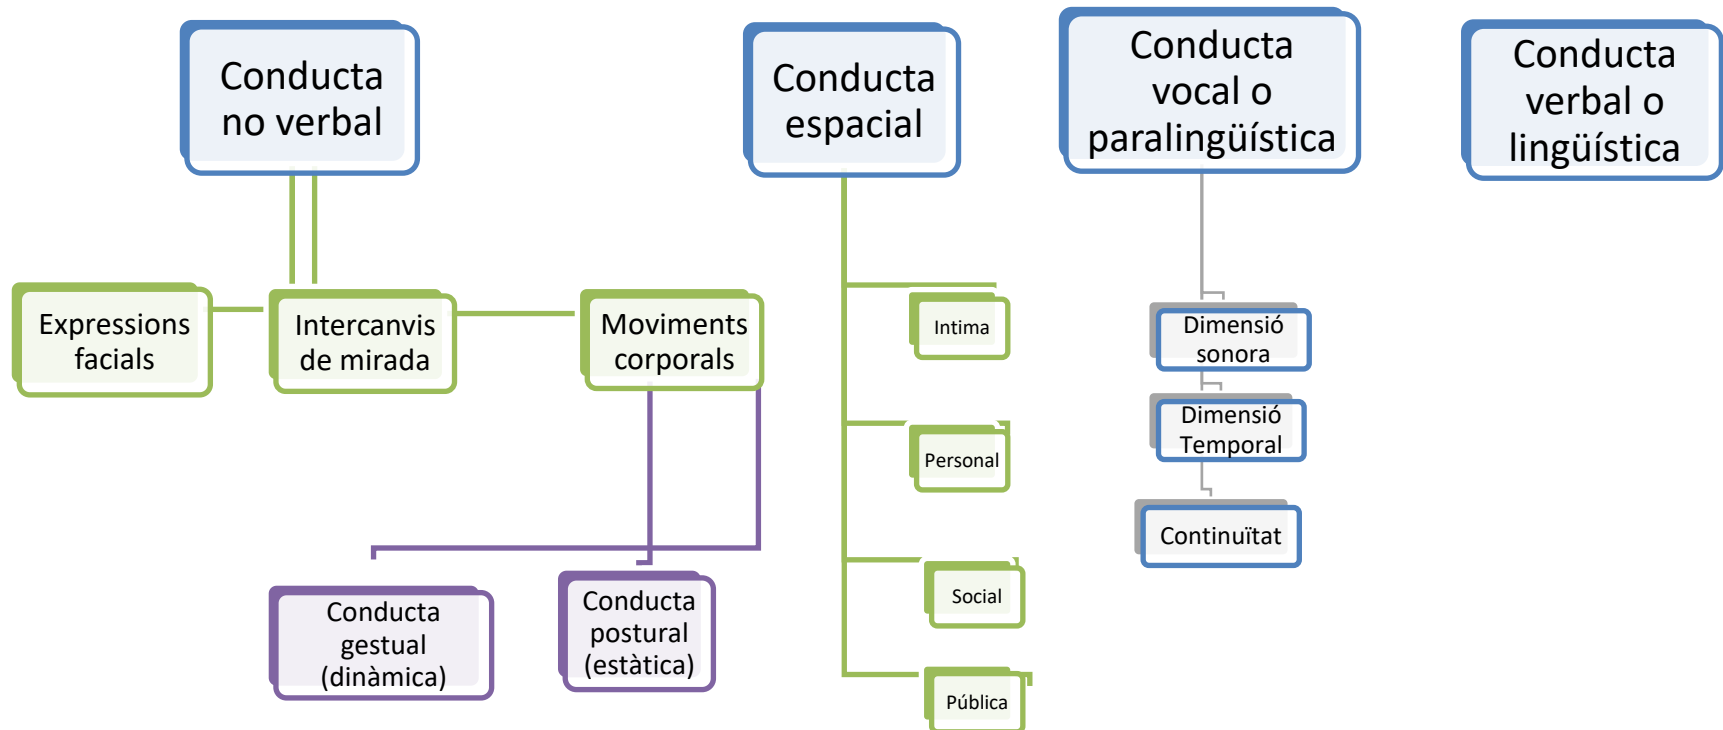 Conducta
no verbal
Conducta
espacial
Conducta
vocal o
paralingüística
Conducta
verbal o
lingüística
Expressions
facials
Intercanvis
de mirada
Moviments
corporals
Conducta
gestual
(dinàmica)
Conducta
postural
(estàtica)
Intima
Personal
Social
Pública
Dimensió
sonora
Dimensió
Temporal
Continuïtat